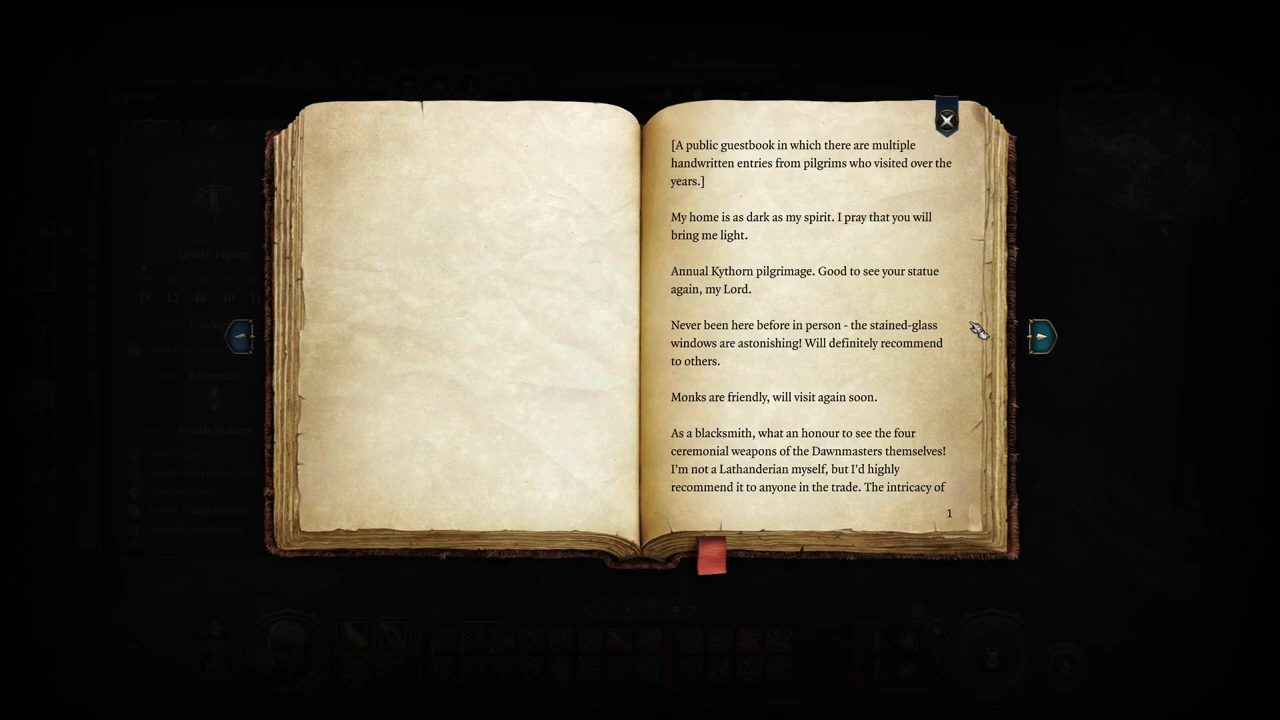 [A public guestbook in which there are multiple
handwritten entries from pilgrims who visited over the
years.]
My home is as dark as my spirit. I pray that you will
bring me light.
Annual Kythorn pilgrimage. Good to see your statue
again, my Lord.
Never been here before in person - the stained-glass
windows are astonishing! Will definitely recommend
to others.
Monks are friendly, will visit again soon.
As a blacksmith, what an honour to see the four
ceremonial weapons of the Dawnmasters themselves!
I'm not a Lathanderian myself, but I'd highly
recommend it to anyone in the trade. The intricacy of
1